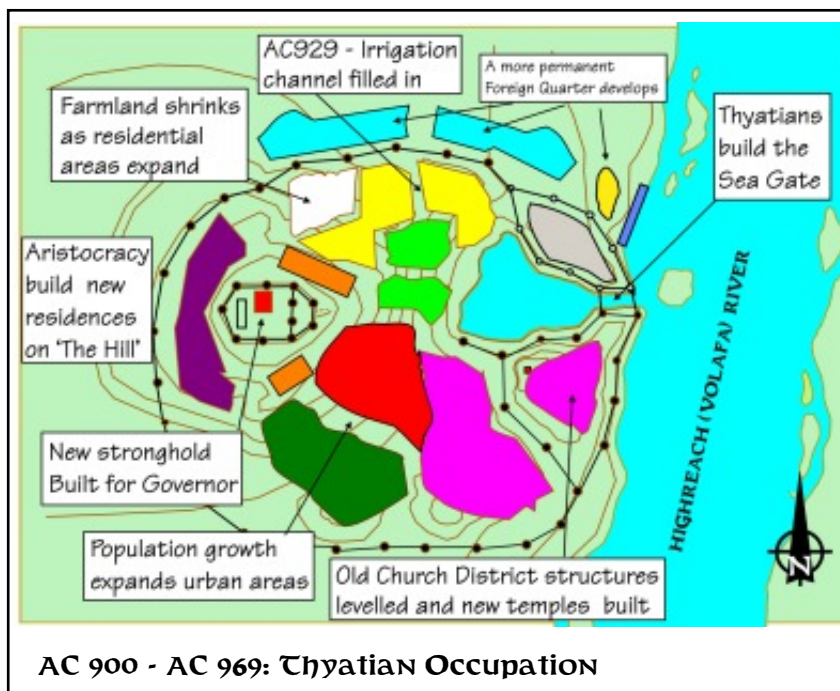 AC929 - Irrigation
channel filled in
A more permanent
Foreign Quarter develops
Farmland shrinks
as residential
areas expand
Thyatians
build the
Sea Gate
Aristocracy
build new
residences
on 'The Hill'
HIGHREACH (VOLAFA) RIVER
New stronghold
Built for Governor
Population growth
expands urban areas
Old Church District structures
levelled and new temples built
N
AC 900 - AC 969: Thyatian Occupation